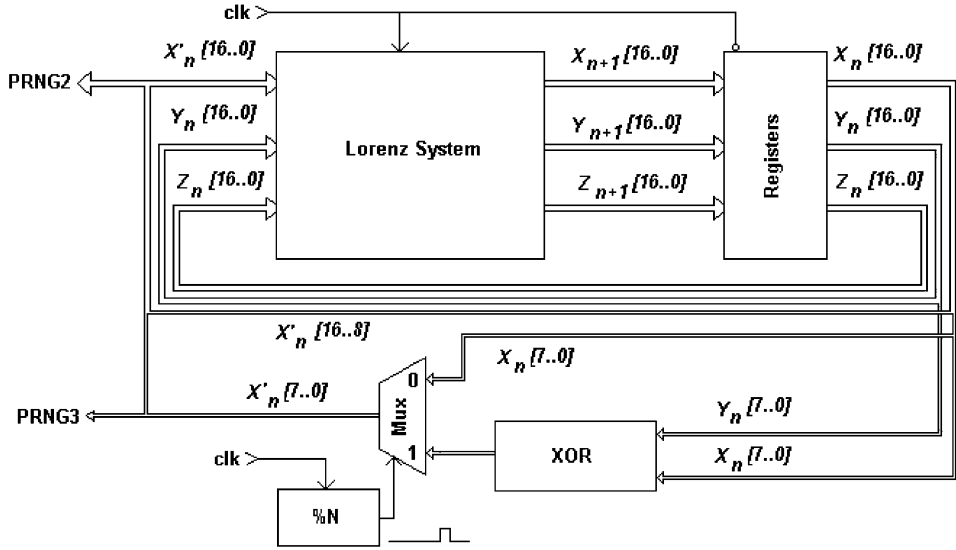 clk
X'n [16..0]
Xn+1 [16..0]
Xn [16..0]
PRNG2
Yn [16..0]
Yn+1 [16..0]
Yn [16..0]
Lorenz System
Registers
Zn [16..0]
Zn+1 [16..0]
Zn [16..0]
X'n [16..8]
Xn [7..0]
X'n [7..0]
0
PRNG3
Mux
Yn [7..0]
1
XOR
Xn [7..0]
clk
%N